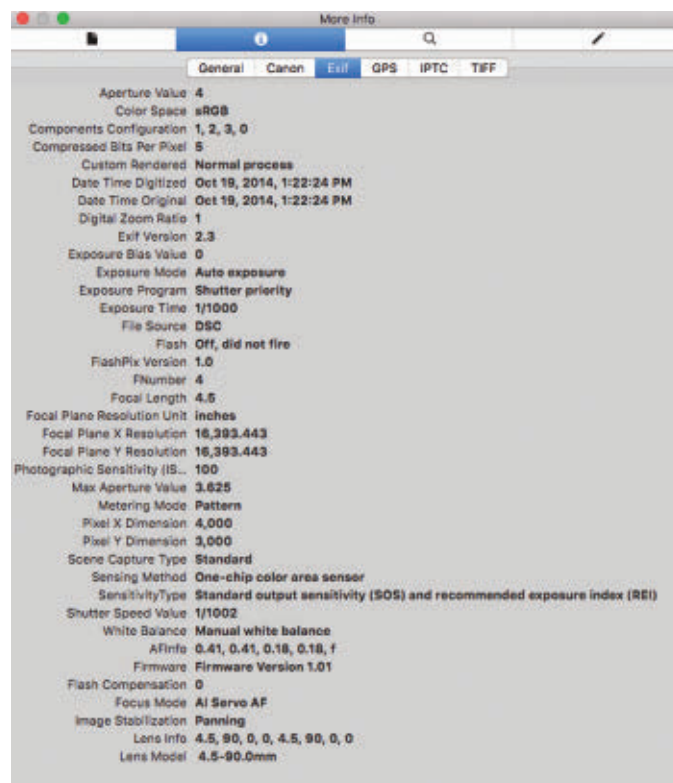 More Info
General Canon Exif GPS IPTC TIFF
Aperture Value 4
Color Space sRGB
Components Configuration 1, 2, 3, 0
Compressed Bits Per Pixel 5
Custom Rendered Normal process
Date Time Digitized Oct 19, 2014, 1:22:24 PM
Date Time Original Oct 19, 2014, 1:22:24 PM
Digital Zoom Ratio 1
Exif Version 2.3
Exposure Bias Value 0
Exposure Mode Auto exposure
Exposure Program Shutter priority
Exposure Time 1/1000
File Source DSC
Flash Off, did not fire
FlashPix Version 1.0
FNumber 4
Focal Length 4.5
Focal Plane Resolution Unit inches
Focal Plane X Resolution 16,393.443
Focal Plane Y Resolution 16,393.443
Photographic Sensitivity (IS... 100
Max Aperture Value 3.625
Metering Mode Pattern
Pixel X Dimension 4,000
Pixel Y Dimension 3,000
Scene Capture Type Standard
Sensing Method One-chip color area sensor
SensitivityType Standard output sensitivity (SOS) and recommended exposure index (REI)
Shutter Speed Value 1/1002
White Balance Manual white balance
AFInfo 0.41, 0.41, 0.18, 0.18, f
Firmware Firmware Version 1.01
Flash Compensation 0
Focus Mode AI Servo AF
Image Stabilization Panning
Lens Info 4.5, 90, 0, 0, 4.5, 90, 0, 0
Lens Model 4.5-90.0mm